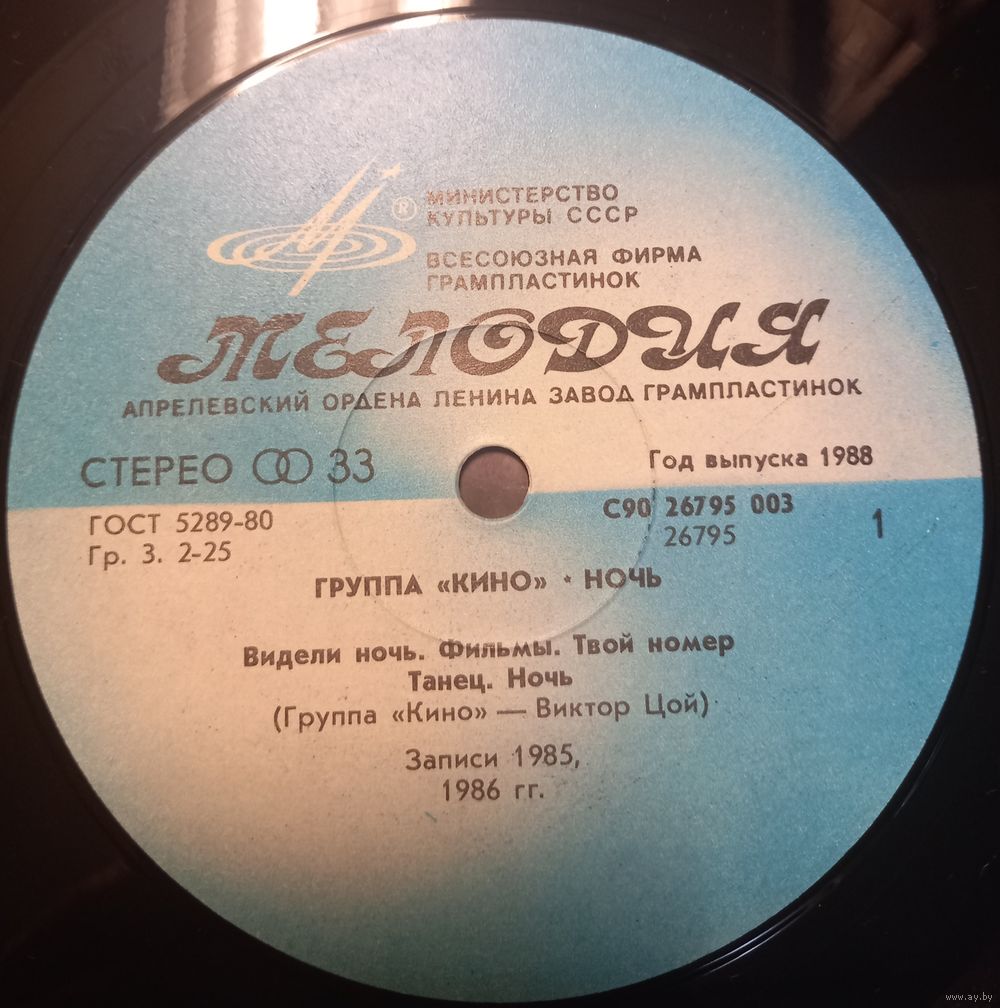 ®
МИНИСТЕРСТВО
КУЛЬТУРЫ СССР
ВСЕСОЮЗНАЯ ФИРМА
ГРАМПЛАСТИНОК
МЕЛОДИЯ
АПРЕЛЕВСКИЙ ОРДЕНА ЛЕНИНА ЗАВОД ГРАМПЛАСТИНОК
СТЕРЕО 33
Год выпуска 1988
ГОСТ 5289-80
Гр. 3. 2-25
С90 26795 003
26795
1
ГРУППА «КИНО» • НОЧЬ
Видели ночь. Фильмы. Твой номер
Танец. Ночь
(Группа «Кино» — Виктор Цой)
Записи 1985,
1986 гг.
www.ay.by